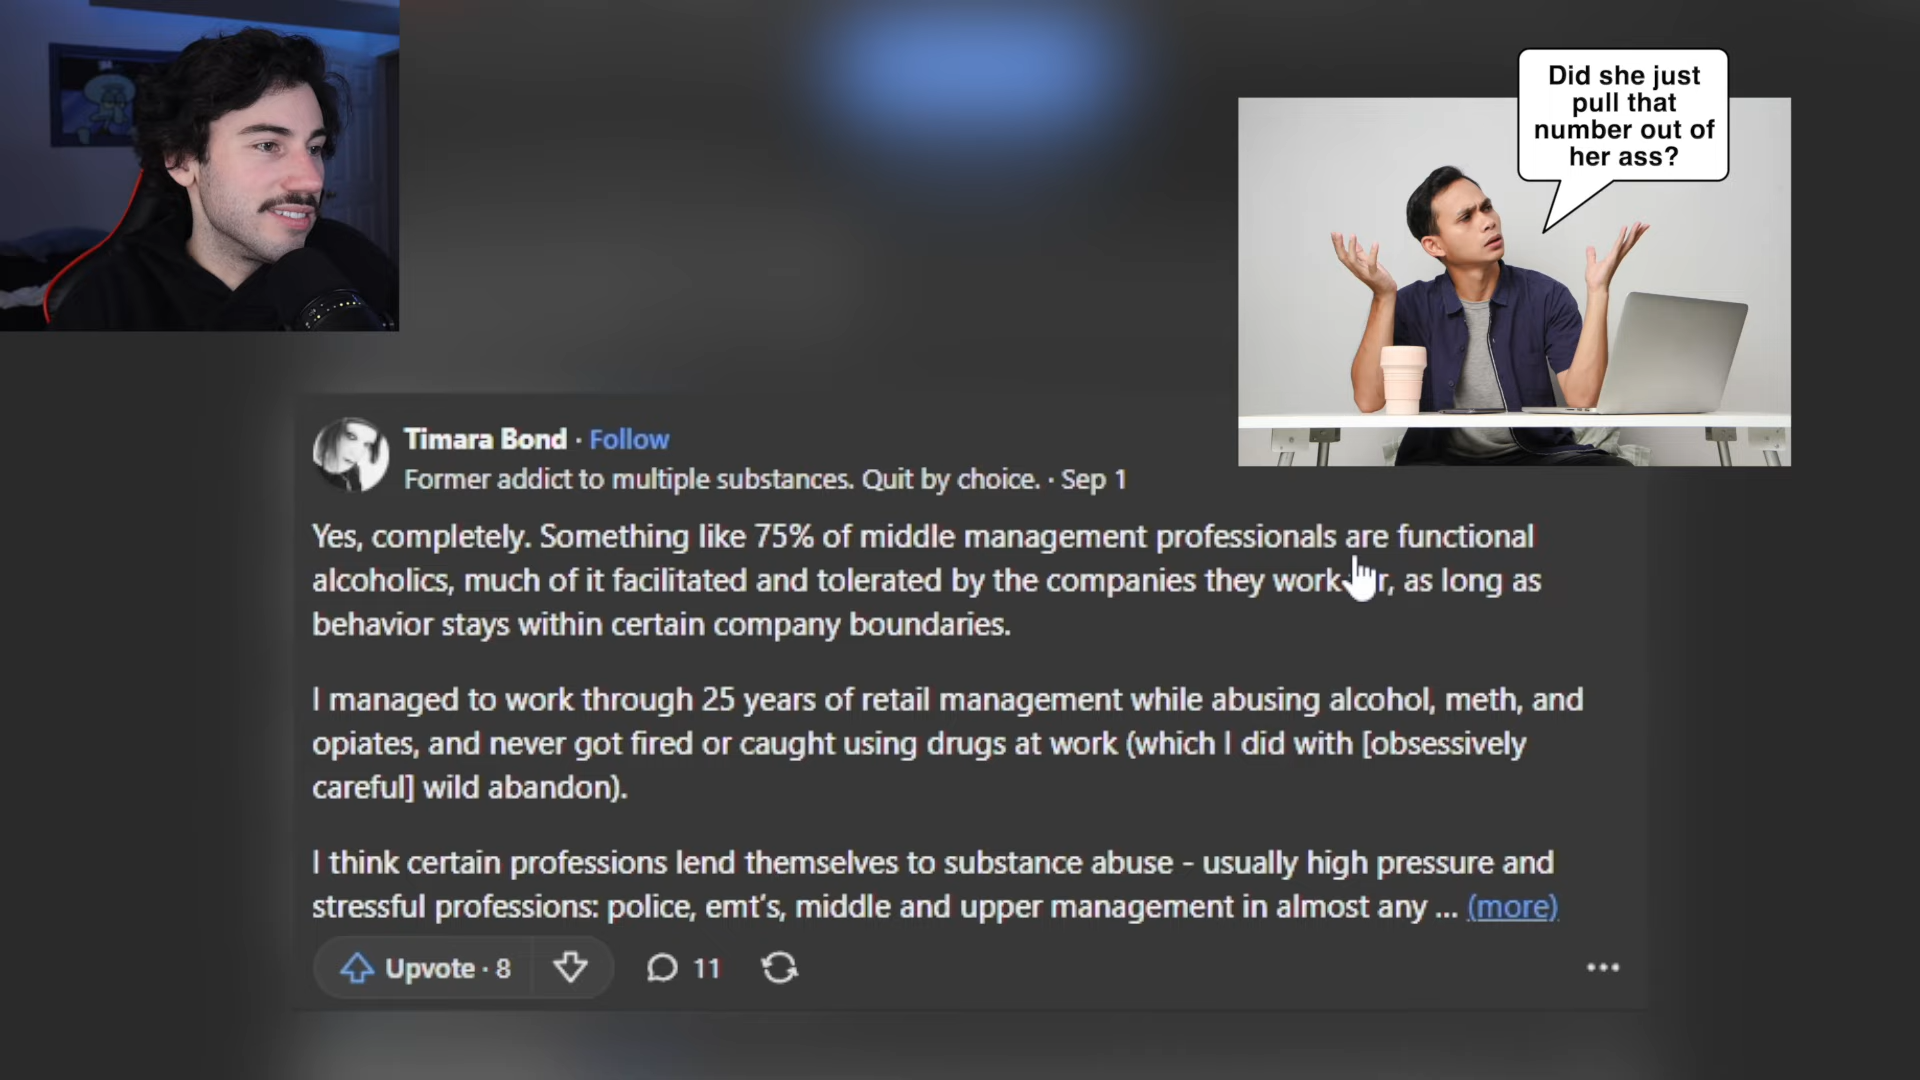 Did she just
pull that
number out of
her ass?
Timara Bond · Follow
Former addict to multiple substances. Quit by choice. · Sep 1
Yes, completely. Something like 75% of middle management professionals are functional
alcoholics, much of it facilitated and tolerated by the companies they work r, as long as
behavior stays within certain company boundaries.
I managed to work through 25 years of retail management while abusing alcohol, meth, and
opiates, and never got fired or caught using drugs at work (which I did with [obsessively
careful] wild abandon).
I think certain professions lend themselves to substance abuse - usually high pressure and
stressful professions: police, emt's, middle and upper management in almost any ... (more)
Upvote · 8
11